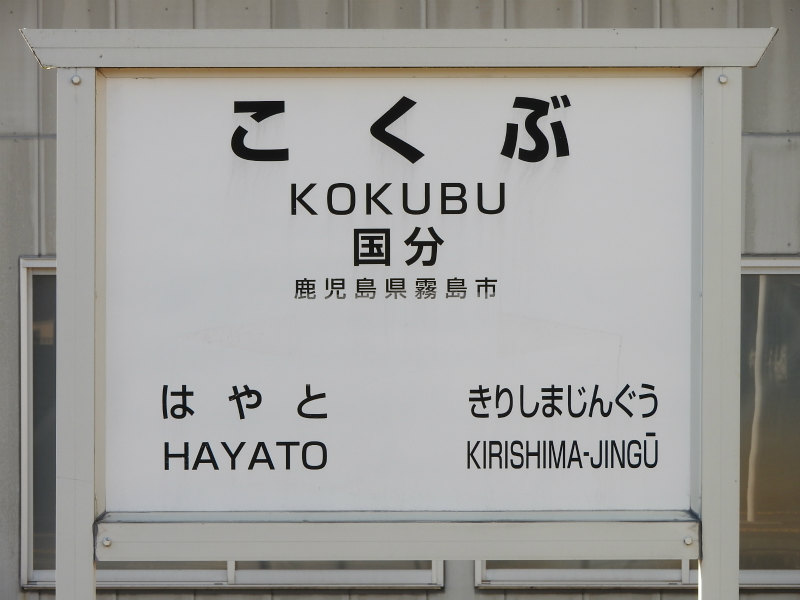 こくぶ
KOKUBU
国分
鹿児島県霧島市
はやと きりしまじんぐう
HAYATO KIRISHIMA-JINGŪ